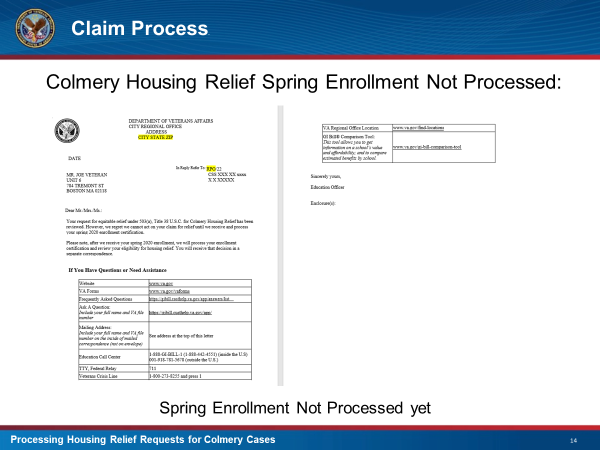 Claim Process
Colmery Housing Relief Spring Enrollment Not Processed:
DEPARTMENT OF VETERANS AFFAIRS
CITY REGIONAL OFFICE
ADDRESS
CITY STATE ZIP
DATE
In Reply Refer To: RPO/22
MR. JOE VETERAN
CSS XXX XX xxxx
UNIT 6
X X XXXXX
784 TREMONT ST
BOSTON MA 02118
Dear Mr./Mrs./Ms.:
Your request for equitable relief under 503(a), Title 38 U.S.C. for Colmery Housing Relief has been
reviewed. However, we regret we cannot act on your claim for relief until we receive and process
your spring 2020 enrollment certification.
Please note, after we receive your spring 2020 enrollment, we will process your enrollment
certification and review your eligibility for housing relief. You will receive that decision in a
separate correspondence.
If You Have Questions or Need Assistance
Website www.va.gov
VA Forms www.va.gov/vaforms
Frequently Asked Questions https://gibill.custhelp.va.gov/app/answers/list…
Ask A Question:
Include your full name and VA file
number
https://gibill.custhelp.va.gov/app/
Mailing Address:
Include your full name and VA file
number on the inside of mailed
correspondence (not on envelope)
See address at the top of this letter
Education Call Center
1-888-GI-BILL-1 (1-888-442-4551) (inside the U.S)
001-918-781-5678 (outside the U.S.)
TTY, Federal Relay 711
Veterans Crisis Line 1-800-273-8255 and press 1
VA Regional Office Location www.va.gov/find-locations
GI Bill® Comparison Tool:
This tool allows you to get
information on a school's value
and affordability; and to compare
estimated benefits by school.
www.va.gov/gi-bill-comparison-tool
Sincerely yours,
Education Officer
Enclosure(s):
Spring Enrollment Not Processed yet
Processing Housing Relief Requests for Colmery Cases
14